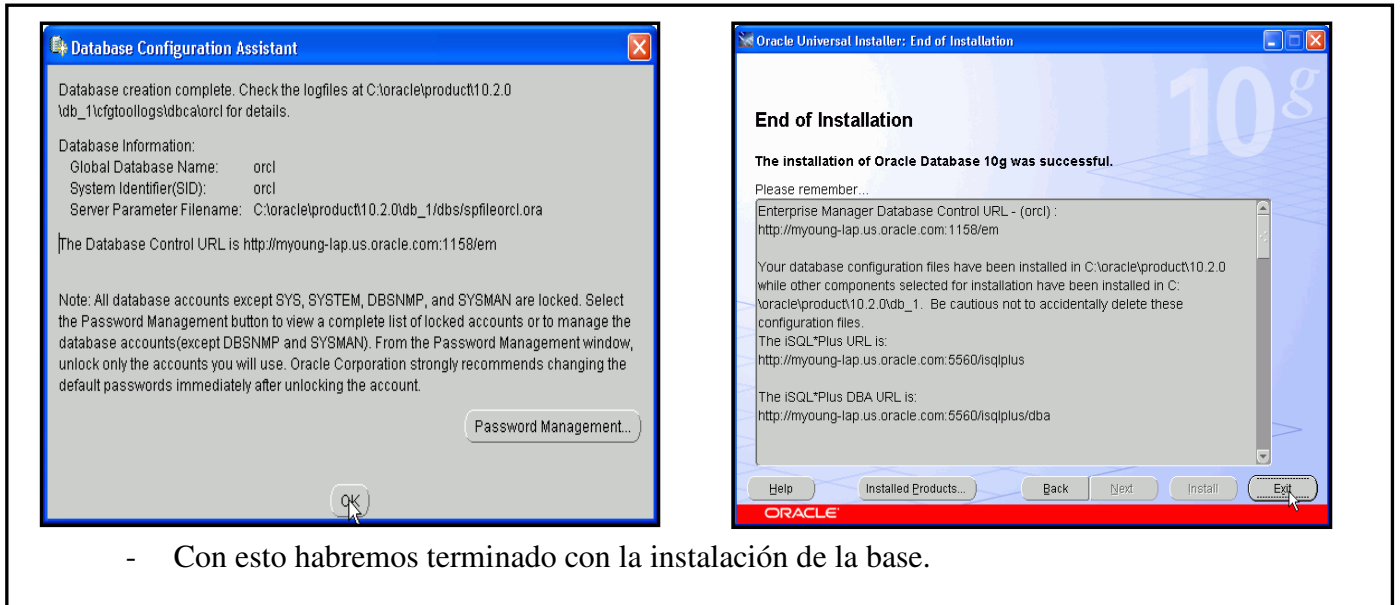 Database Configuration Assistant
Database creation complete. Check the logfiles at C:\oracle\product\10.2.0
\db_1\cfgtoollogs\dbca\orcl for details.
Database Information:
Global Database Name: orcl
System Identifier(SID): orcl
Server Parameter Filename: C:\oracle\product\10.2.0\db_1/dbs/spfileorcl.ora
The Database Control URL is http://myoung-lap.us.oracle.com:1158/em
Note: All database accounts except SYS, SYSTEM, DBSNMP, and SYSMAN are locked. Select
the Password Management button to view a complete list of locked accounts or to manage the
database accounts(except DBSNMP and SYSMAN). From the Password Management window,
unlock only the accounts you will use. Oracle Corporation strongly recommends changing the
default passwords immediately after unlocking the account.
Password Management...
OK
Oracle Universal Installer: End of Installation
10g
End of Installation
The installation of Oracle Database 10g was successful.
Please remember...
Enterprise Manager Database Control URL - (orcl) :
http://myoung-lap.us.oracle.com:1158/em
Your database configuration files have been installed in C:\oracle\product\10.2.0
while other components selected for installation have been installed in C:
\oracle\product\10.2.0\db_1. Be cautious not to accidentally delete these
configuration files.
The iSQL*Plus URL is:
http://myoung-lap.us.oracle.com:5560/isqlplus
The iSQL*Plus DBA URL is:
http://myoung-lap.us.oracle.com:5560/isqlplus/dba
Help Installed Products... Back Next Install Exit
ORACLE
- Con esto habremos terminado con la instalación de la base.